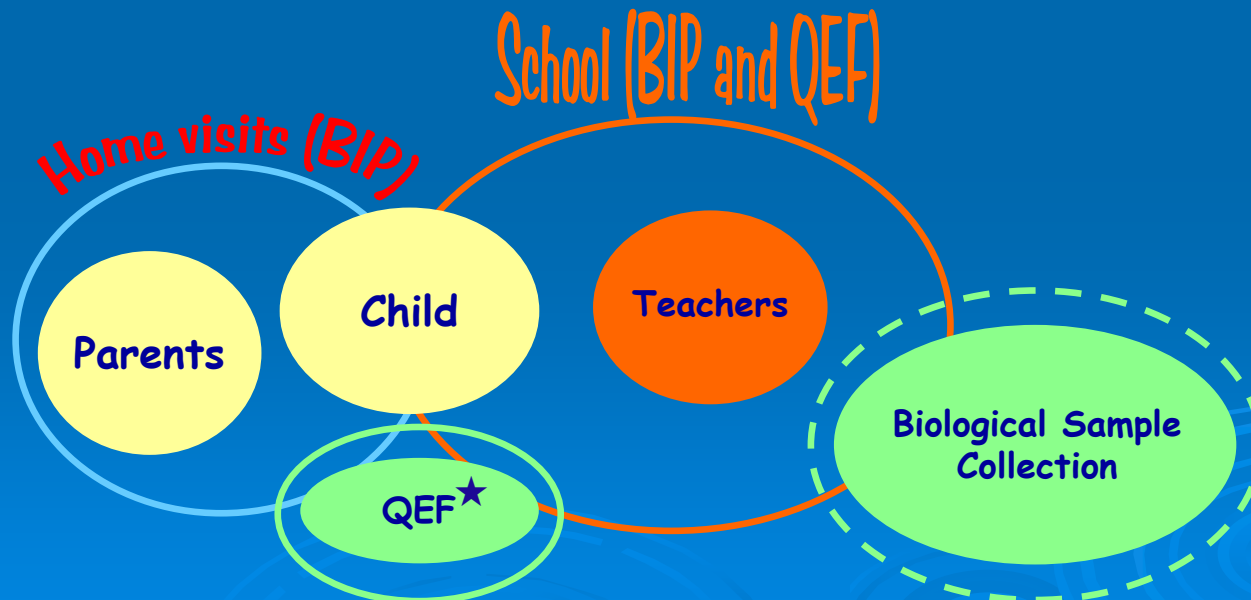 School (BIP and QEF)
Home visits (BIP)
Parents
Child
Teachers
Biological Sample
Collection
QEF★